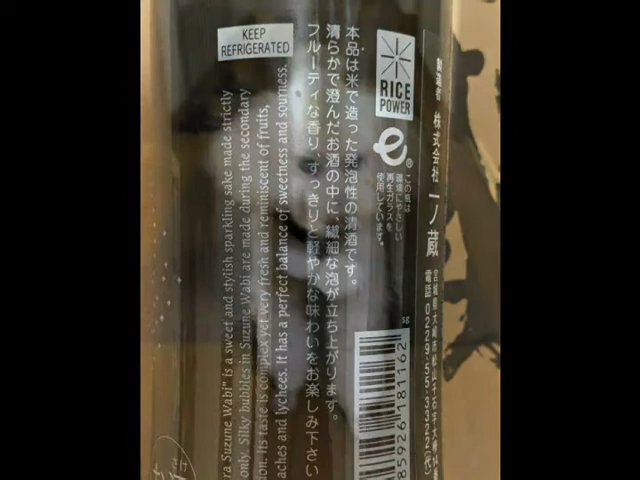 KEEP
REFRIGERATED
ra Suzune Wabi" is a sweet and stylish sparkling sake made strictly
only. Silky bubbles in Suzune Wabi are made during the secondary
ion. Its taste is complex yet very fresh and reminiscent of fruits,
aches and lychees. It has a perfect balance of sweetness and sourness.
本品は米で造った発泡性の清酒です。
清らかで澄んだお酒の中に、繊細な泡が立ち上がります。
フルーティな香り、すっきりと軽やかな味わいをお楽しみ下さい
RICE
POWER
e®
この瓶は
環境にやさしい
再生ガラスを
使用しています。
85926 181162
製造者 株式会社 一ノ蔵
宮城県大崎市松山千石字大欅14番
電話 0229-55-3322(代)